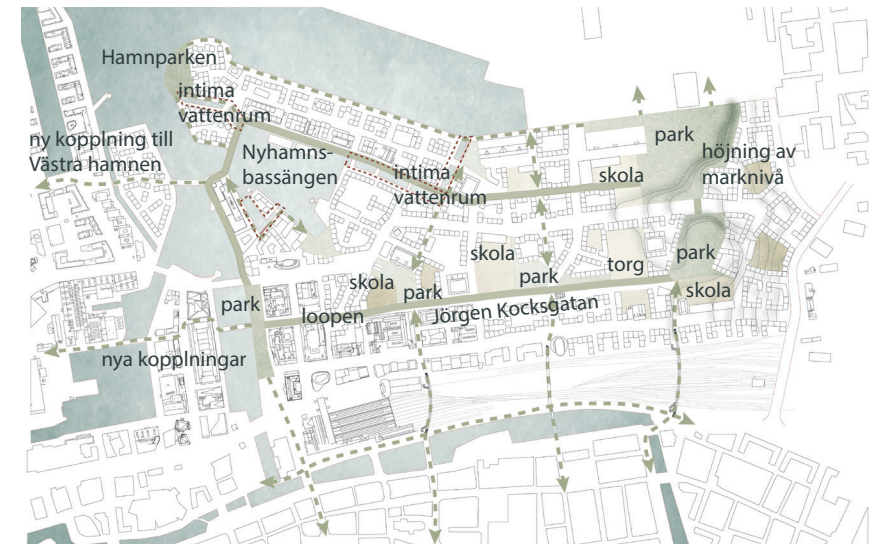 Hamnparken
intima
vattenrum
ny kopplning till
Västra hamnen
Nyhamns-
bassängen
intima
vattenrum
skola
park
höjning av
marknivå
skola
park
torg
park
skola
park
skola
park
loopen
Jörgen Kocksgatan
nya kopplningar